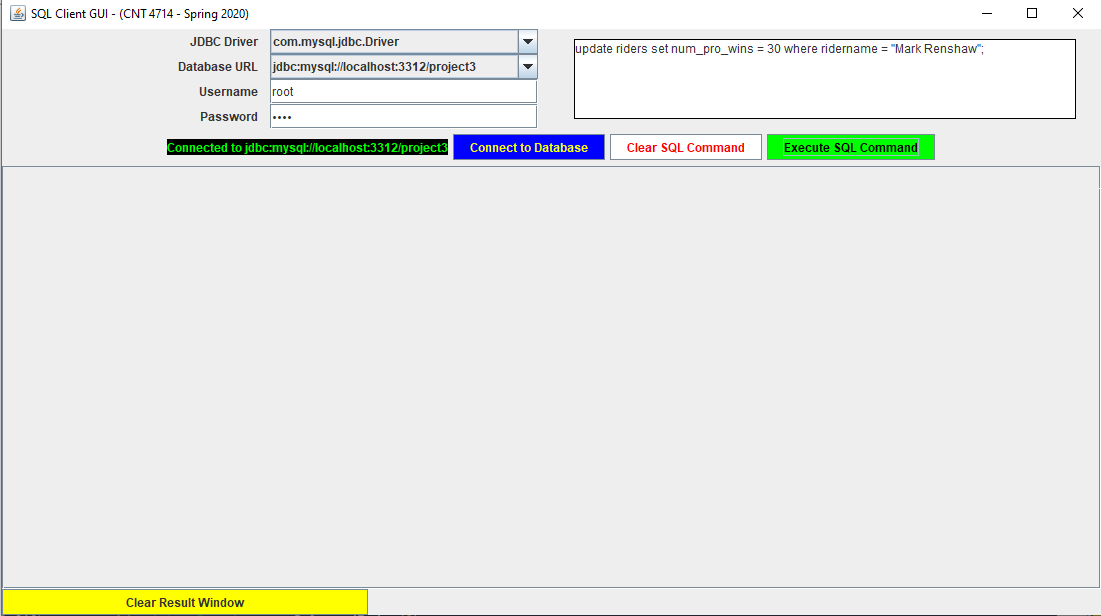 SQL Client GUI - (CNT 4714 - Spring 2020)
JDBC Driver
com.mysql.jdbc.Driver
Database URL
jdbc:mysql://localhost:3312/project3
Username
root
Password
••••
update riders set num_pro_wins = 30 where ridername = "Mark Renshaw";
Connected to jdbc:mysql://localhost:3312/project3
Connect to Database
Clear SQL Command
Execute SQL Command
Clear Result Window